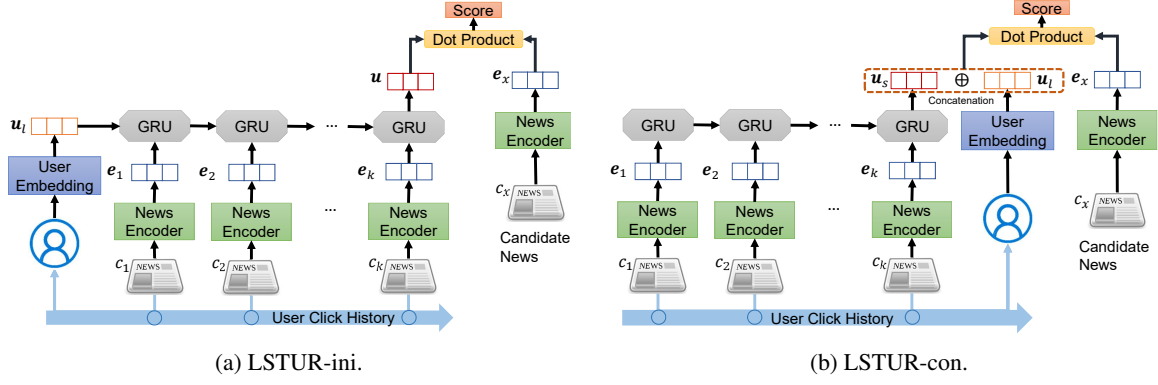 Score
Dot Product
u
e_x
u_l
GRU
GRU
...
GRU
News
Encoder
User
Embedding
e_1
e_2
e_k
News
Encoder
News
Encoder
...
News
Encoder
c_x
NEWS
Candidate
News
c_1
NEWS
c_2
NEWS
c_k
NEWS
User Click History
(a) LSTUR-ini.
Score
Dot Product
u_s
⊕
u_l
e_x
Concatenation
GRU
GRU
...
GRU
User
Embedding
News
Encoder
e_1
e_2
e_k
News
Encoder
News
Encoder
...
News
Encoder
c_x
NEWS
Candidate
News
c_1
NEWS
c_2
NEWS
c_k
NEWS
User Click History
(b) LSTUR-con.